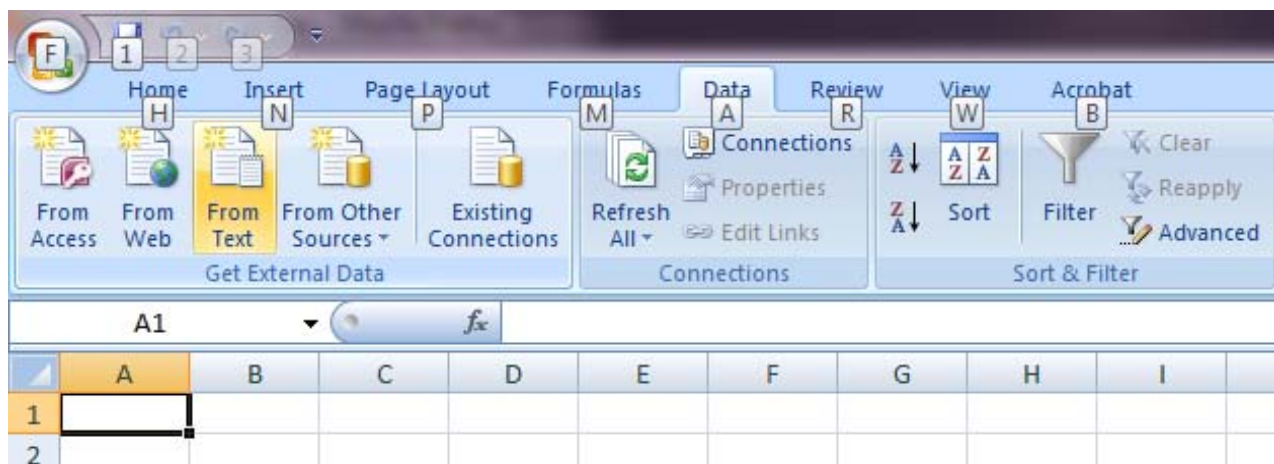 F 1 2 3
Home Insert Page Layout Formulas Data Review View Acrobat
H N P M A R W B
From Access
From Web
From Text
From Other Sources
Existing Connections
Get External Data
Refresh All
Connections
Properties
Edit Links
Connections
A Z
Z A
A Z Z A
Sort
Filter
Clear
Reapply
Advanced
Sort & Filter
A1 fx
A B C D E F G H I
1
2